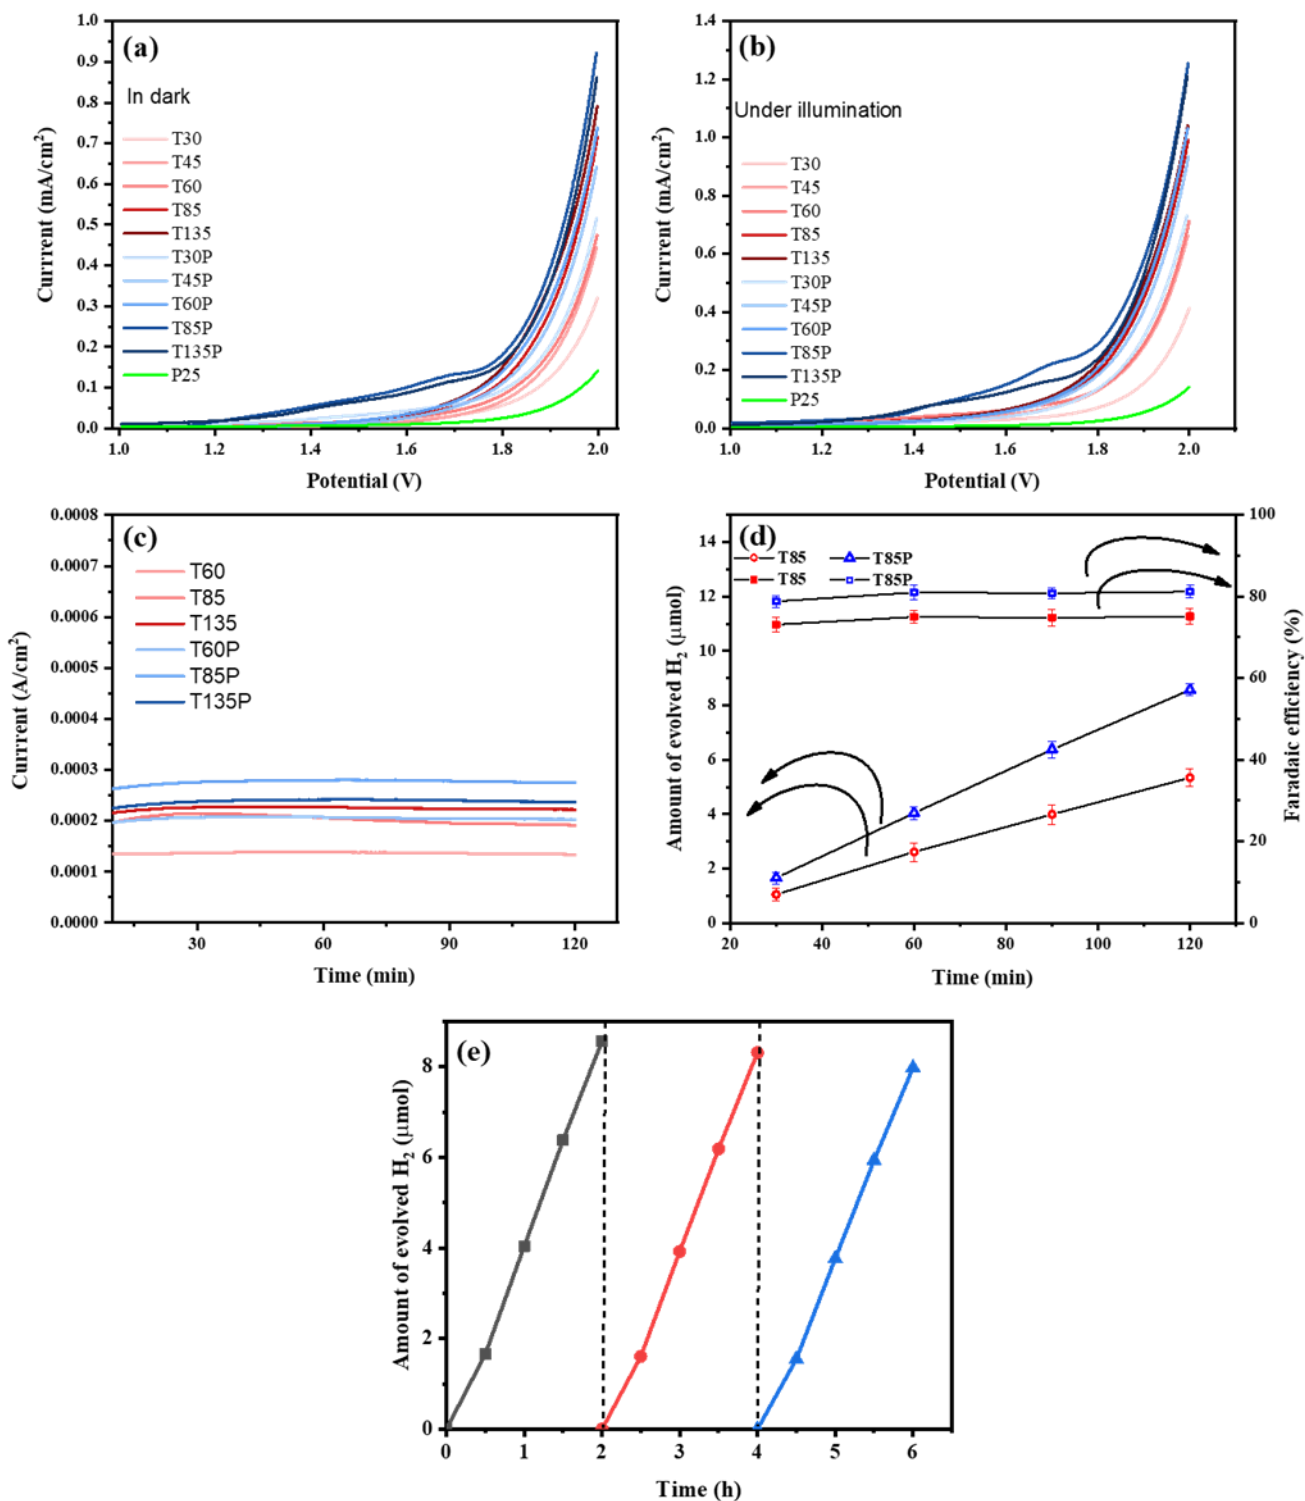 (a)
In dark
T30
T45
T60
T85
T135
T30P
T45P
T60P
T85P
T135P
P25
Currrent (mA/cm²)
1.0
0.9
0.8
0.7
0.6
0.5
0.4
0.3
0.2
0.1
0.0
1.0 1.2 1.4 1.6 1.8 2.0
Potential (V)
(b)
Under illumination
T30
T45
T60
T85
T135
T30P
T45P
T60P
T85P
T135P
P25
Currrent (mA/cm²)
1.4
1.2
1.0
0.8
0.6
0.4
0.2
0.0
1.0 1.2 1.4 1.6 1.8 2.0
Potential (V)
(c)
T60
T85
T135
T60P
T85P
T135P
Currrent (A/cm²)
0.0008
0.0007
0.0006
0.0005
0.0004
0.0003
0.0002
0.0001
0.0000
30 60 90 120
Time (min)
(d)
T85 T85P
T85 T85P
Amount of evolved H₂ (μmol)
14
12
10
8
6
4
2
0
Faradaic efficiency (%)
100
80
60
40
20
0
20 40 60 80 100 120
Time (min)
(e)
Amount of evolved H₂ (μmol)
8
6
4
2
0
0 1 2 3 4 5 6
Time (h)